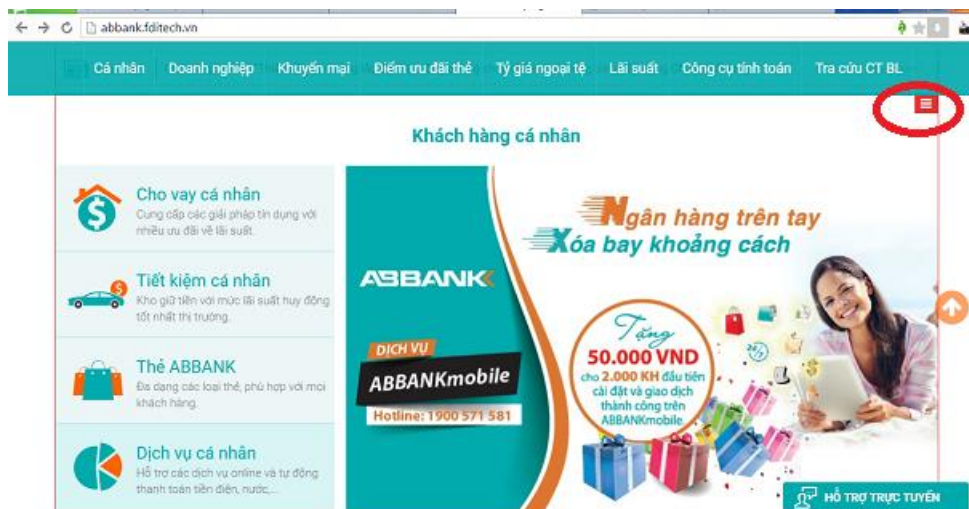 abbank.fditech.vn
Cá nhân Doanh nghiệp Khuyến mại Điểm ưu đãi thẻ Tỷ giá ngoại tệ Lãi suất Công cụ tính toán Tra cứu CT BL
Khách hàng cá nhân
Cho vay cá nhân
Cung cấp các giải pháp tín dụng với
nhiều ưu đãi về lãi suất.
Tiết kiệm cá nhân
Kho giữ tiền với mức lãi suất huy động
tốt nhất thị trường.
Thẻ ABBANK
Đa dạng các loại thẻ, phù hợp với mọi
khách hàng.
Dịch vụ cá nhân
Hỗ trợ các dịch vụ online và tự động
thanh toán tiền điện, nước,...
Ngân hàng trên tay
Xóa bay khoảng cách
ABBANK
DỊCH VỤ
ABBANKmobile
Hotline: 1900 571 581
Tặng
50.000 VND
cho 2.000 KH đầu tiên
cài đặt và giao dịch
thành công trên
ABBANKmobile
24/7
HỖ TRỢ TRỰC TUYẾN